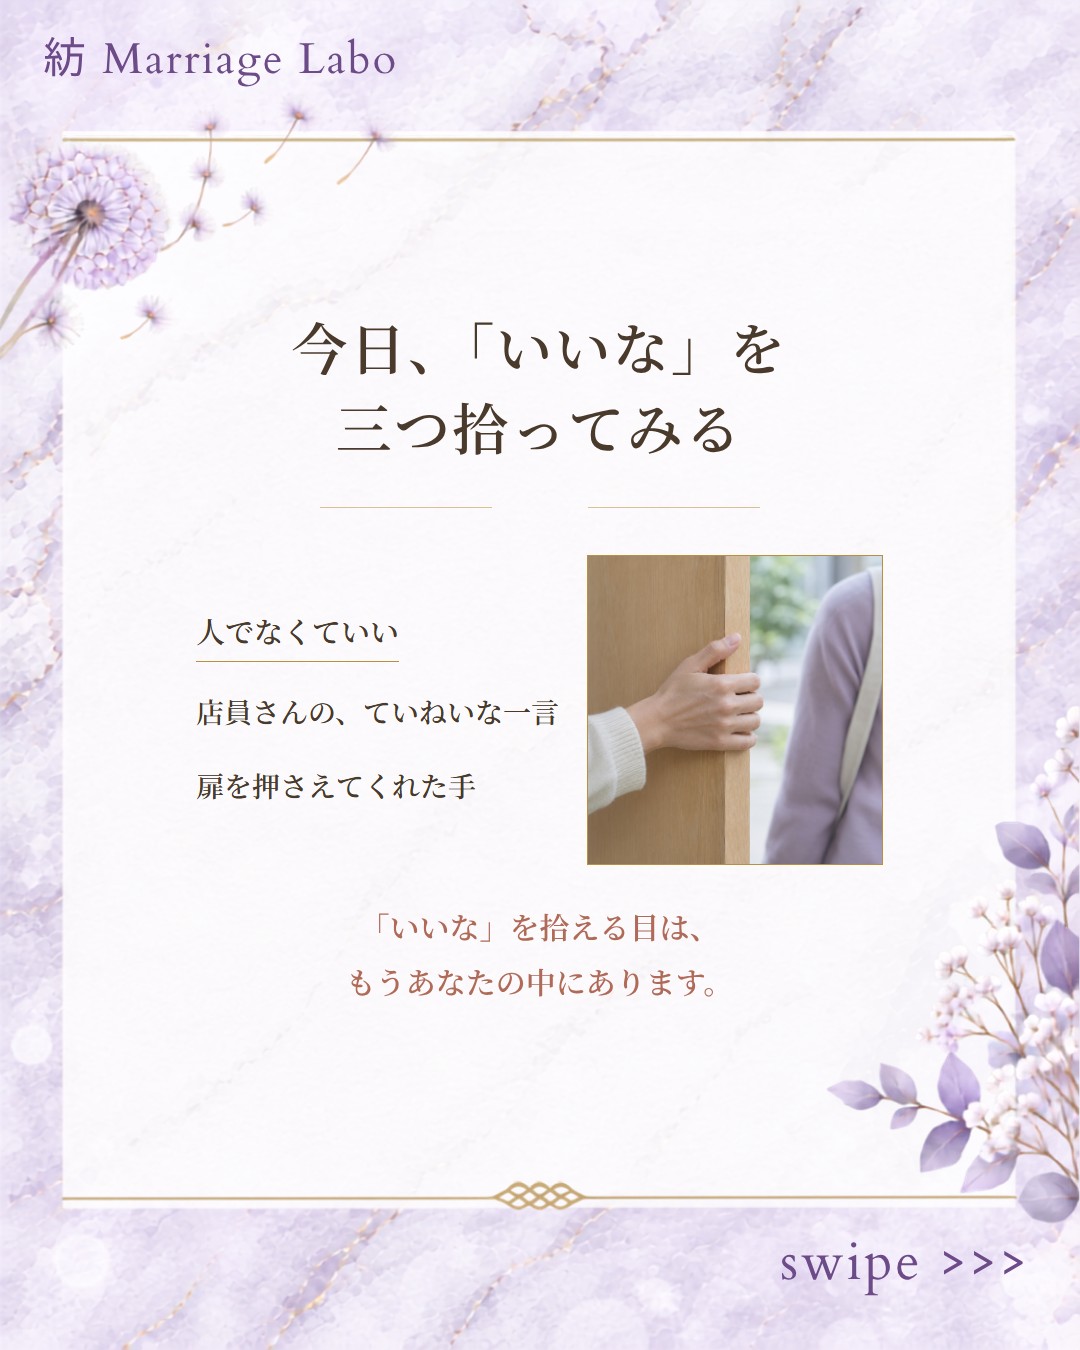 紡 Marriage Labo
今日、「いいな」を
三つ拾ってみる
人でなくていい
店員さんの、ていねいな一言
扉を押さえてくれた手
「いいな」を拾える目は、
もうあなたの中にあります。
swipe >>>